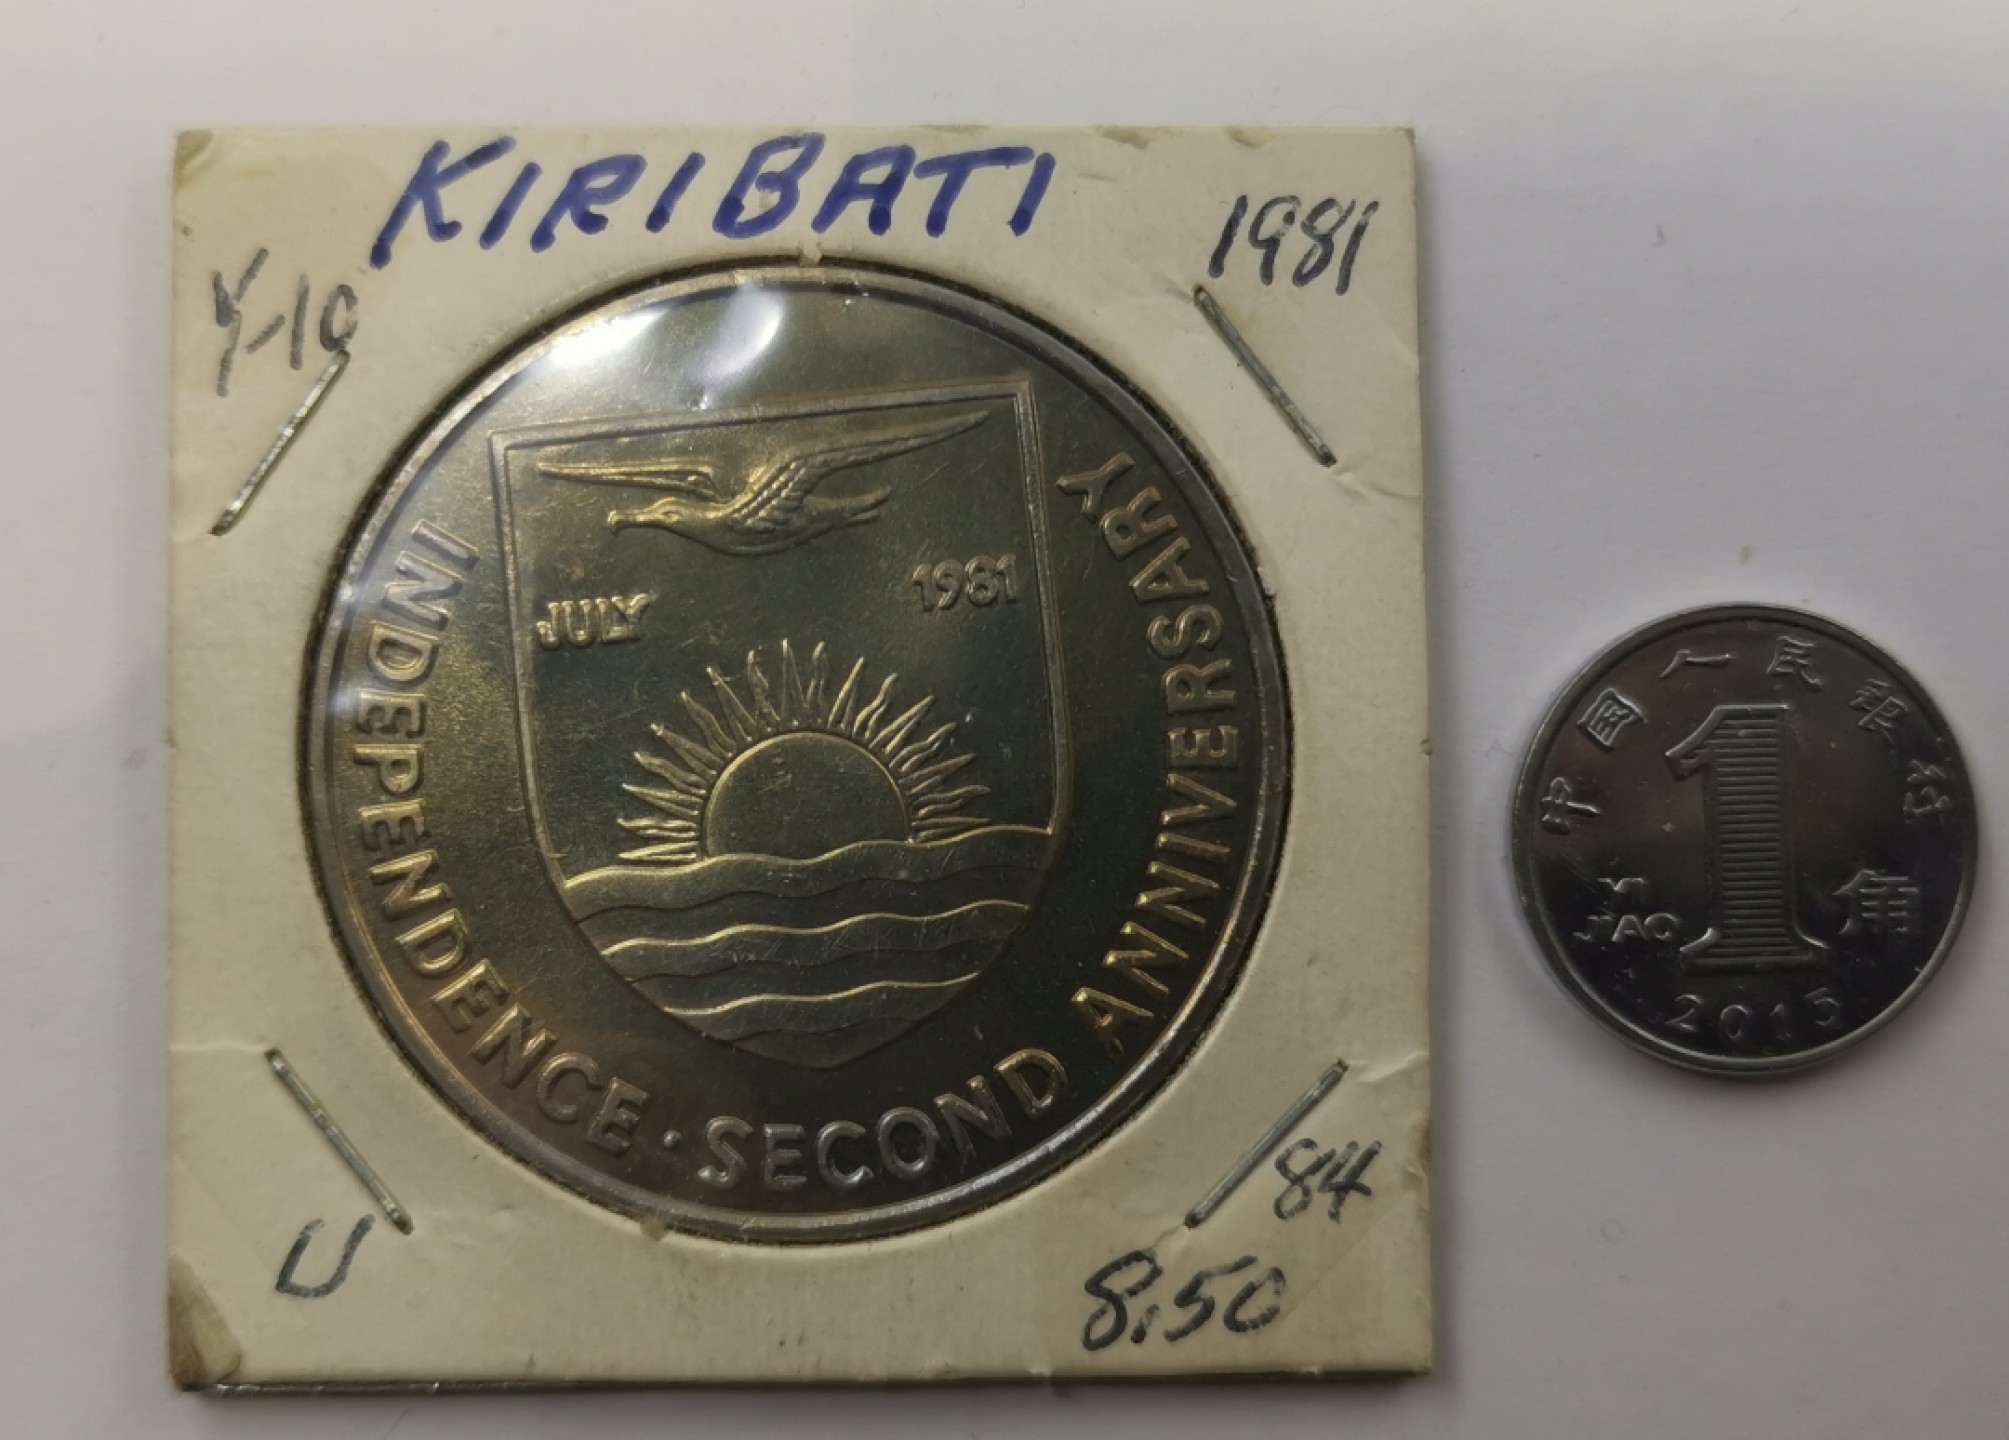 KIRIBATI
1981
Y-10
JULY 1981
INDEPENDENCE · SECOND ANNIVERSARY
U
/84
8.50
中国人民银行
1
角
YI
JIAO
2015